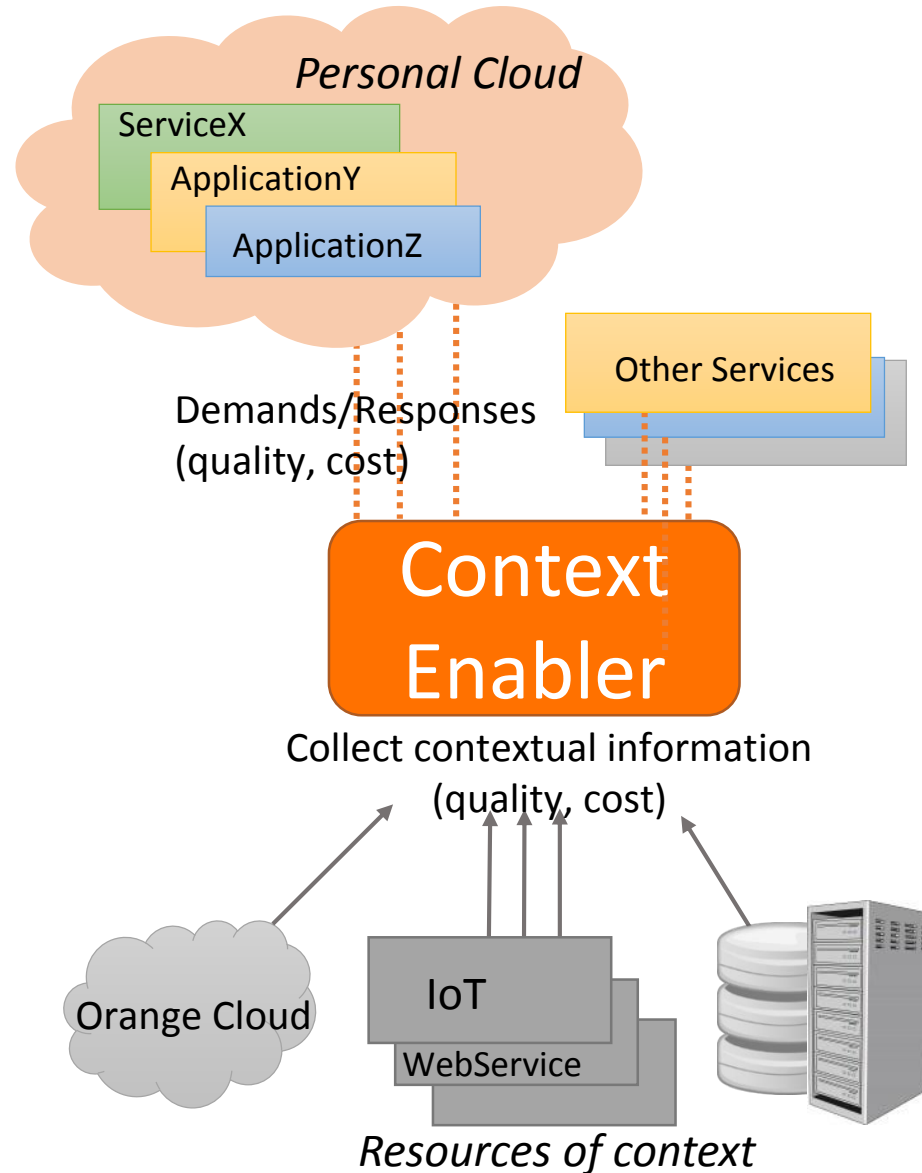 Personal Cloud
ServiceX
ApplicationY
ApplicationZ
Other Services
Demands/Responses
(quality, cost)
Context
Enabler
Collect contextual information
(quality, cost)
Orange Cloud
IoT
WebService
Resources of context